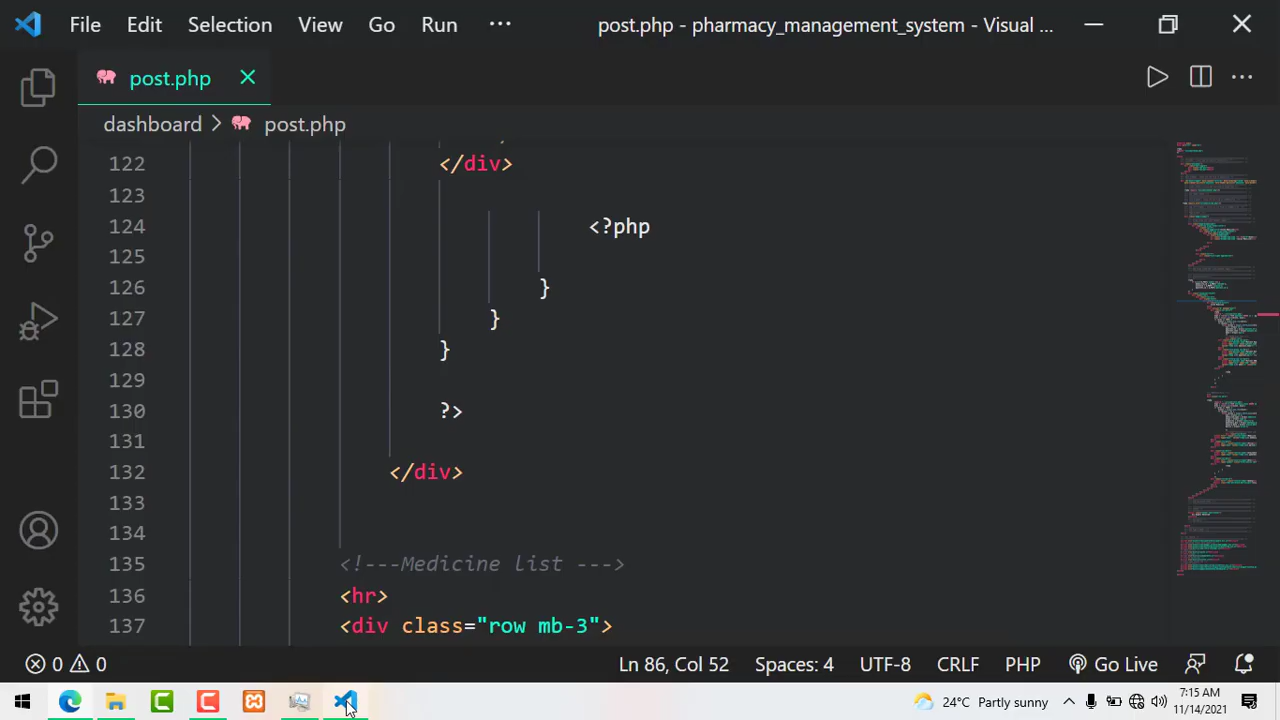 File Edit Selection View Go Run ··· post.php - pharmacy_management_system - Visual ...
post.php
dashboard > post.php
122 </div>
123
124 <?php
125
126 }
127 }
128 }
129
130 ?>
131
132 </div>
133
134
135 <!---Medicine list --->
136 <hr>
137 <div class="row mb-3">
0 0 Ln 86, Col 52 Spaces: 4 UTF-8 CRLF PHP Go Live
24°C Partly sunny 7:15 AM
11/14/2021